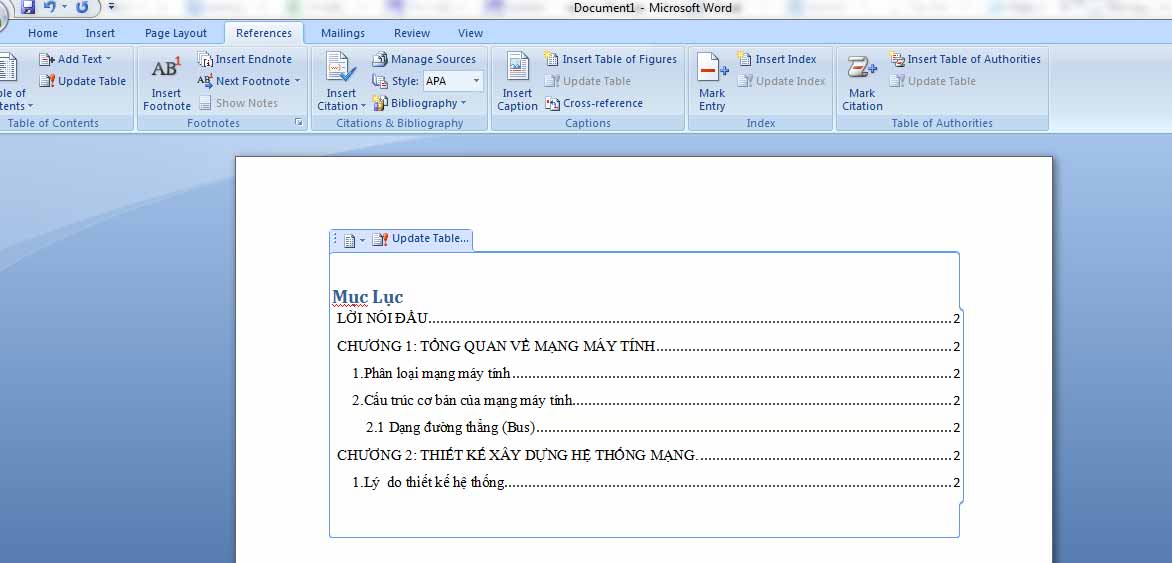 Document1 - Microsoft Word
Home Insert Page Layout References Mailings Review View
Add Text
Update Table
Table of Contents
Insert Footnote
Insert Endnote
Next Footnote
Show Notes
Footnotes
Insert Citation
Manage Sources
Style: APA
Bibliography
Citations & Bibliography
Insert Caption
Insert Table of Figures
Update Table
Cross-reference
Captions
Mark Entry
Insert Index
Update Index
Index
Mark Citation
Insert Table of Authorities
Update Table
Table of Authorities
Update Table...
Mục Lục
LỜI NÓI ĐẦU.......... 2
CHƯƠNG 1: TỔNG QUAN VỀ MẠNG MÁY TÍNH.......... 2
1.Phân loại mạng máy tính.......... 2
2.Cấu trúc cơ bản của mạng máy tính.......... 2
2.1 Dạng đường thẳng (Bus).......... 2
CHƯƠNG 2: THIẾT KẾ XÂY DỰNG HỆ THỐNG MẠNG.......... 2
1.Lý do thiết kế hệ thống.......... 2